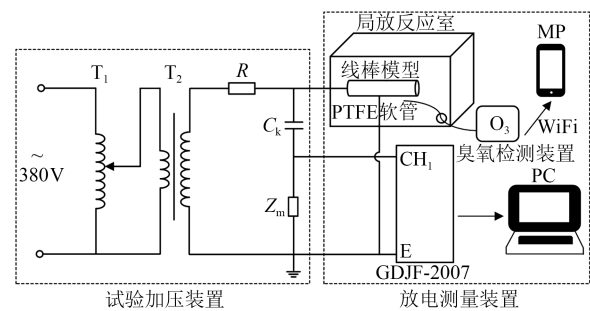 局放反应室
MP
T₁
T₂
R
线棒模型
PTFE软管
O₃
WiFi
Cₖ
臭氧检测装置
~
380V
CH₁
PC
Zₘ
E
GDJF-2007
试验加压装置
放电测量装置